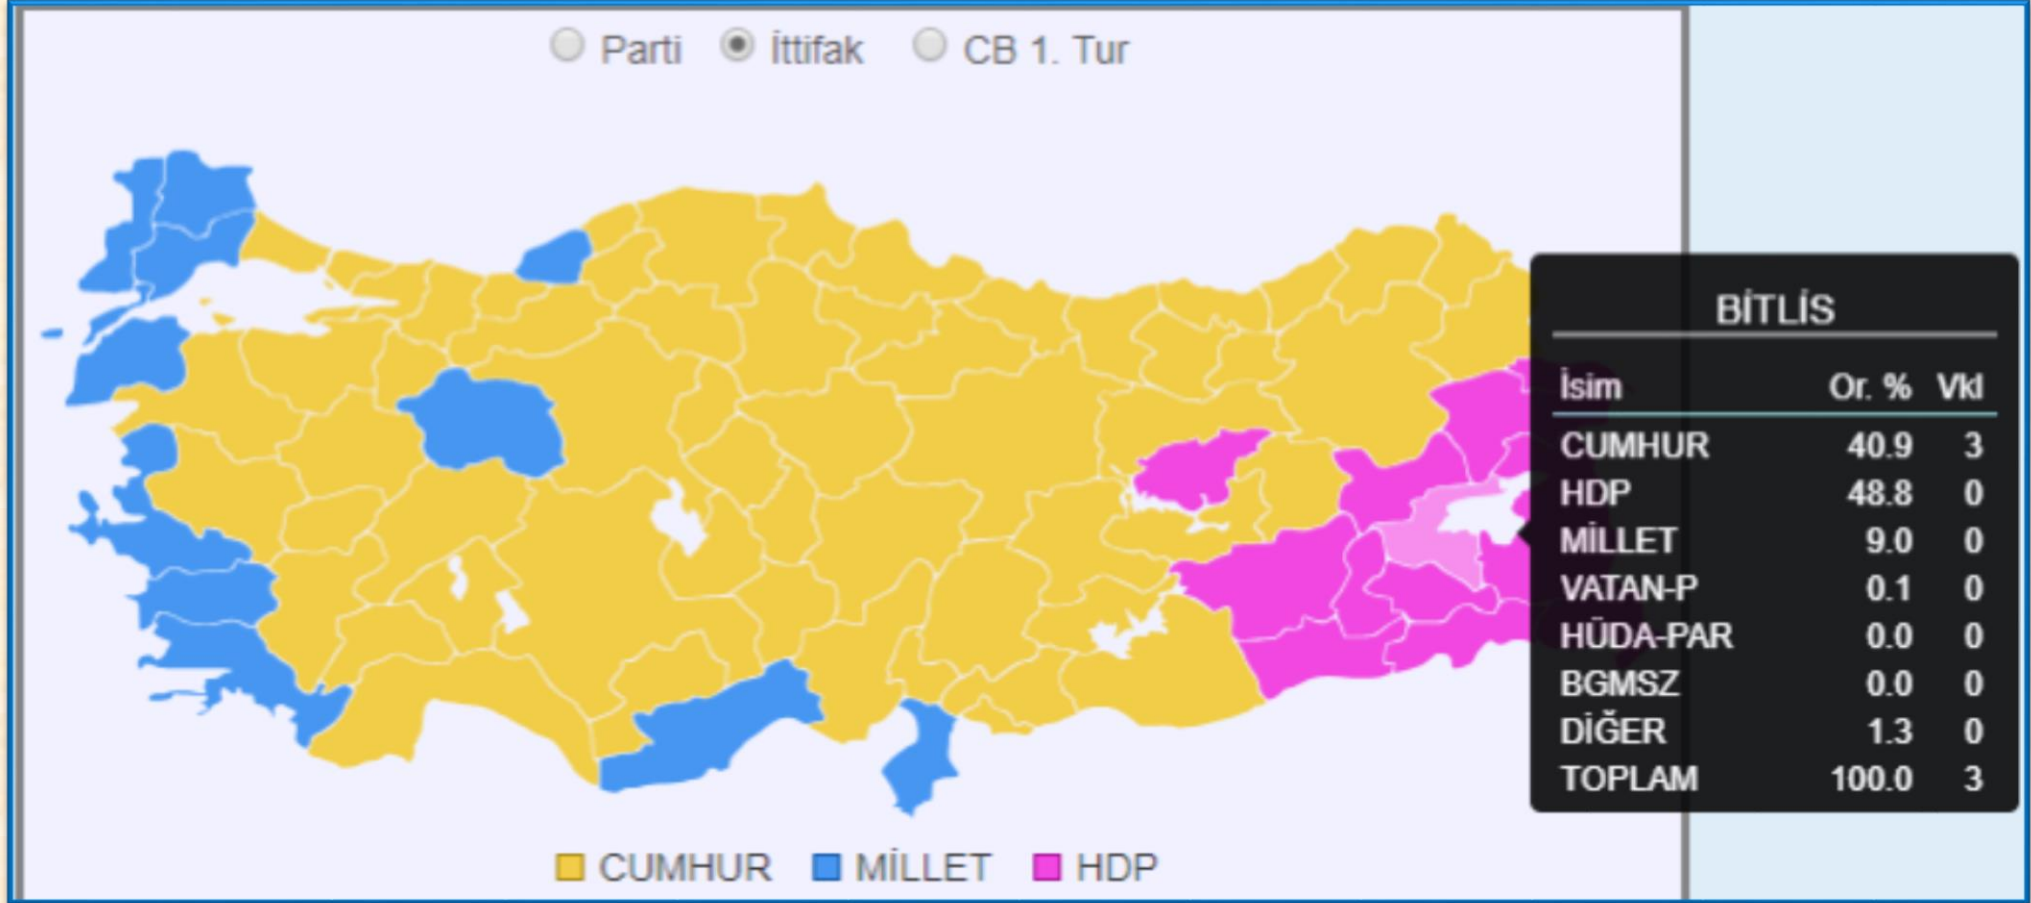 Parti İttifak CB 1. Tur
BİTLİS
İsim Or. % Vkl
CUMHUR 40.9 3
HDP 48.8 0
MİLLET 9.0 0
VATAN-P 0.1 0
HÜDA-PAR 0.0 0
BGMSZ 0.0 0
DİĞER 1.3 0
TOPLAM 100.0 3
CUMHUR MİLLET HDP